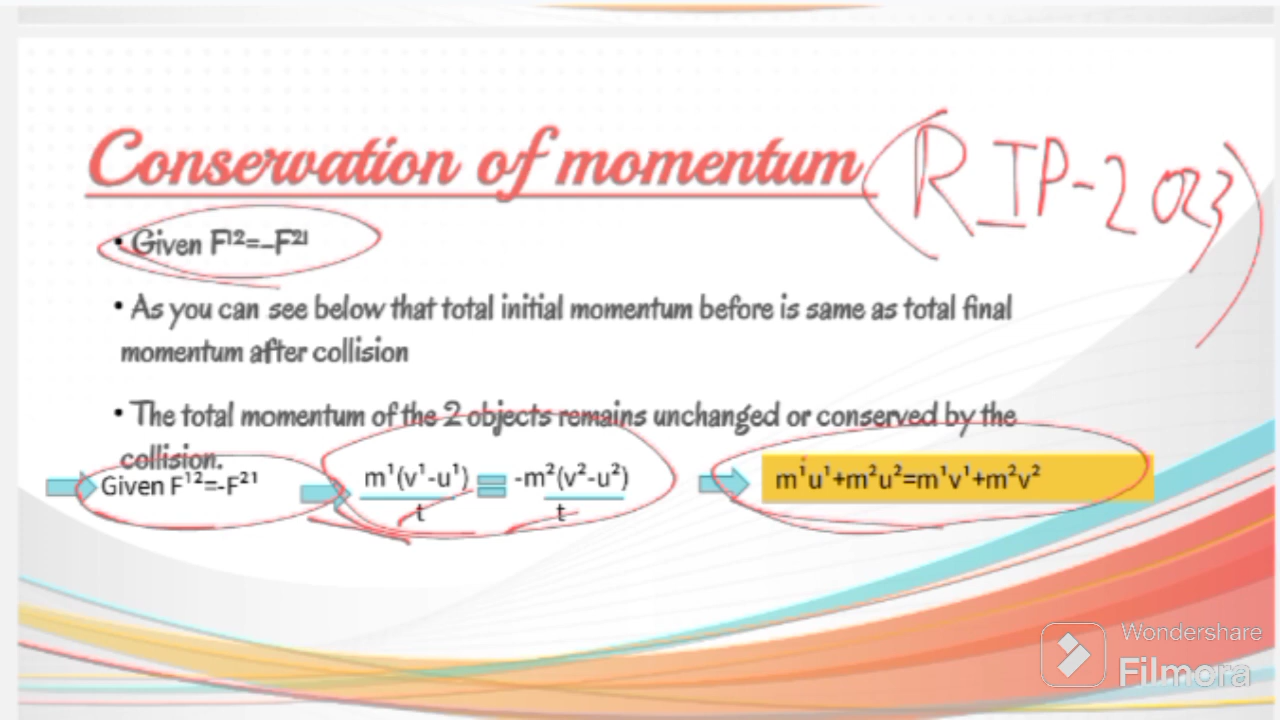 Conservation of momentum (RIP-2023)
• Given F¹²=-F²¹
• As you can see below that total initial momentum before is same as total final
momentum after collision
• The total momentum of the 2 objects remains unchanged or conserved by the
collision.
Given F¹²=-F²¹
m¹(v¹-u¹) = -m²(v²-u²)
t t
m¹u¹+m²u²=m¹v¹+m²v²
Wondershare
Filmora